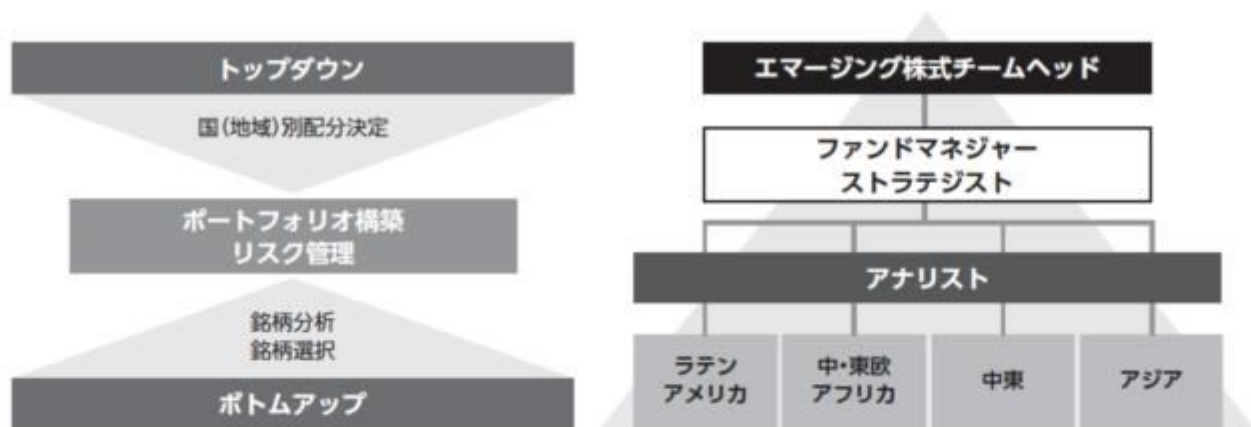 トップダウン
国(地域)別配分決定
ポートフォリオ構築
リスク管理
銘柄分析
銘柄選択
ボトムアップ
エマージング株式チームヘッド
ファンドマネジャー
ストラテジスト
アナリスト
ラテン
アメリカ
中・東欧
アフリカ
中東
アジア